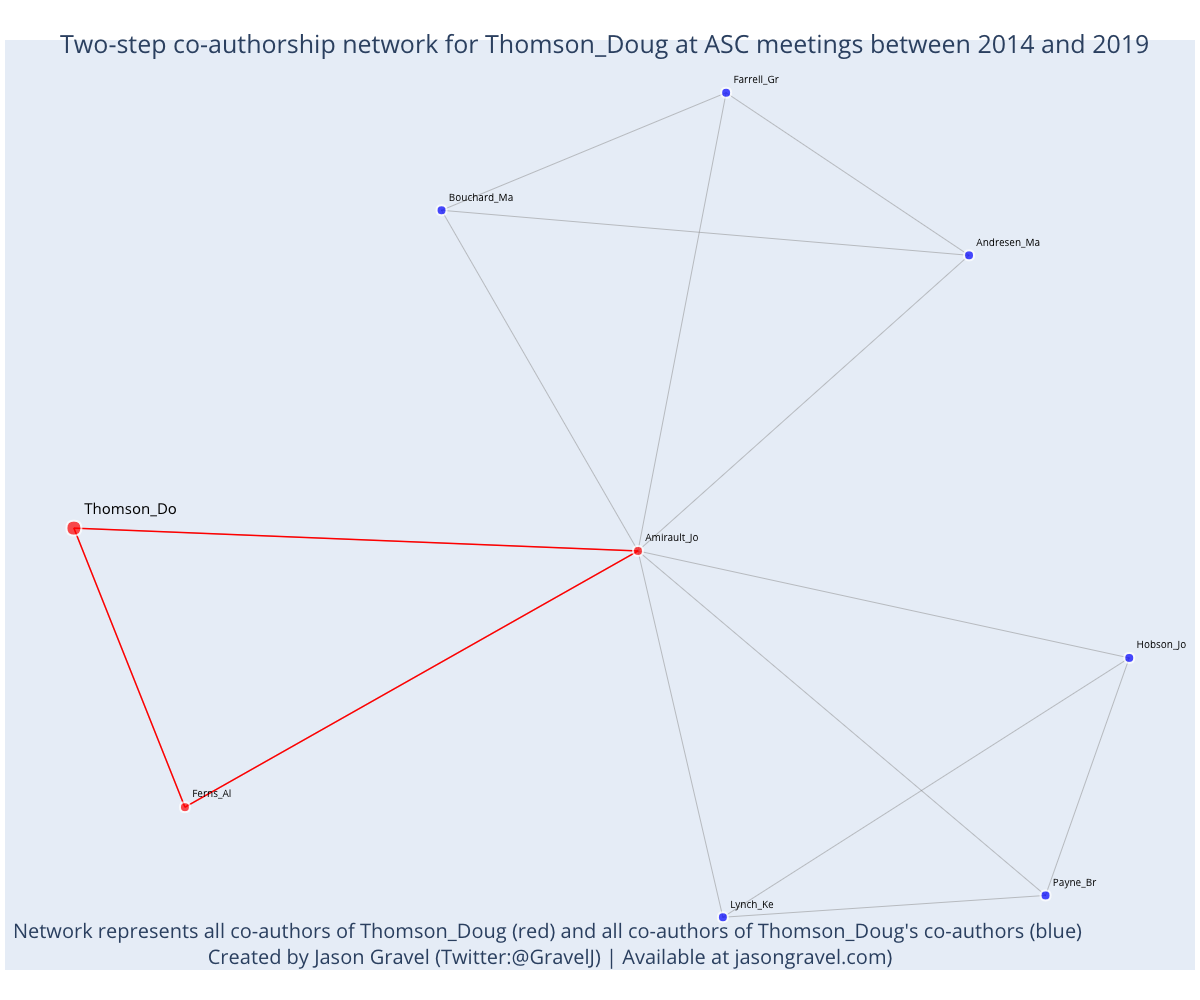 Two-step co-authorship network for Thomson_Doug at ASC meetings between 2014 and 2019
Farrell_Gr
Bouchard_Ma
Andresen_Ma
Thomson_Do
Amirault_Jo
Hobson_Jo
Ferns_Al
Payne_Br
Lynch_Ke
Network represents all co-authors of Thomson_Doug (red) and all co-authors of Thomson_Doug's co-authors (blue)
Created by Jason Gravel (Twitter:@GravelJ) | Available at jasongravel.com)